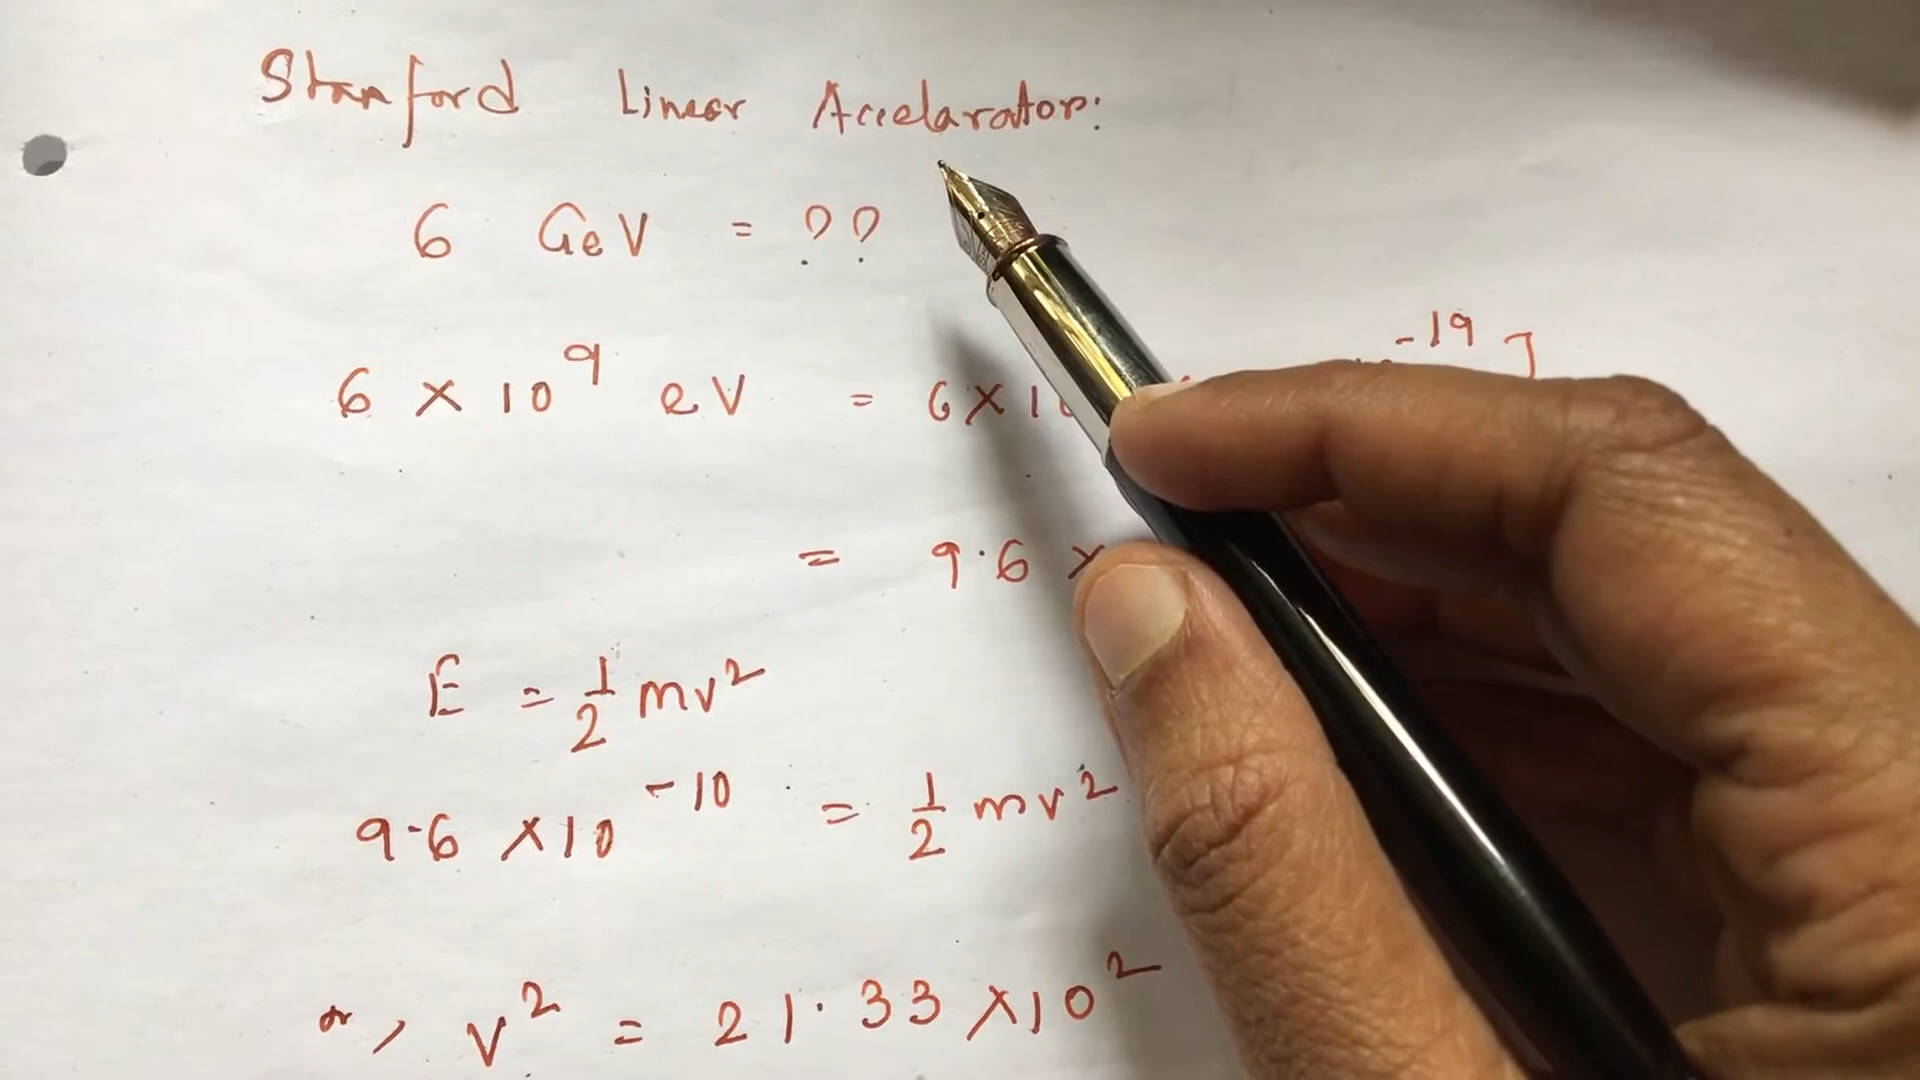 Stanford Linear Accelarator:
6 GeV = ??
6 × 10⁹ eV = 6×10 ⁻¹⁹ J
= 9.6 ×
E = ½ mv²
9.6 ×10⁻¹⁰ = ½ mv²
or, v² = 21.33 ×10²